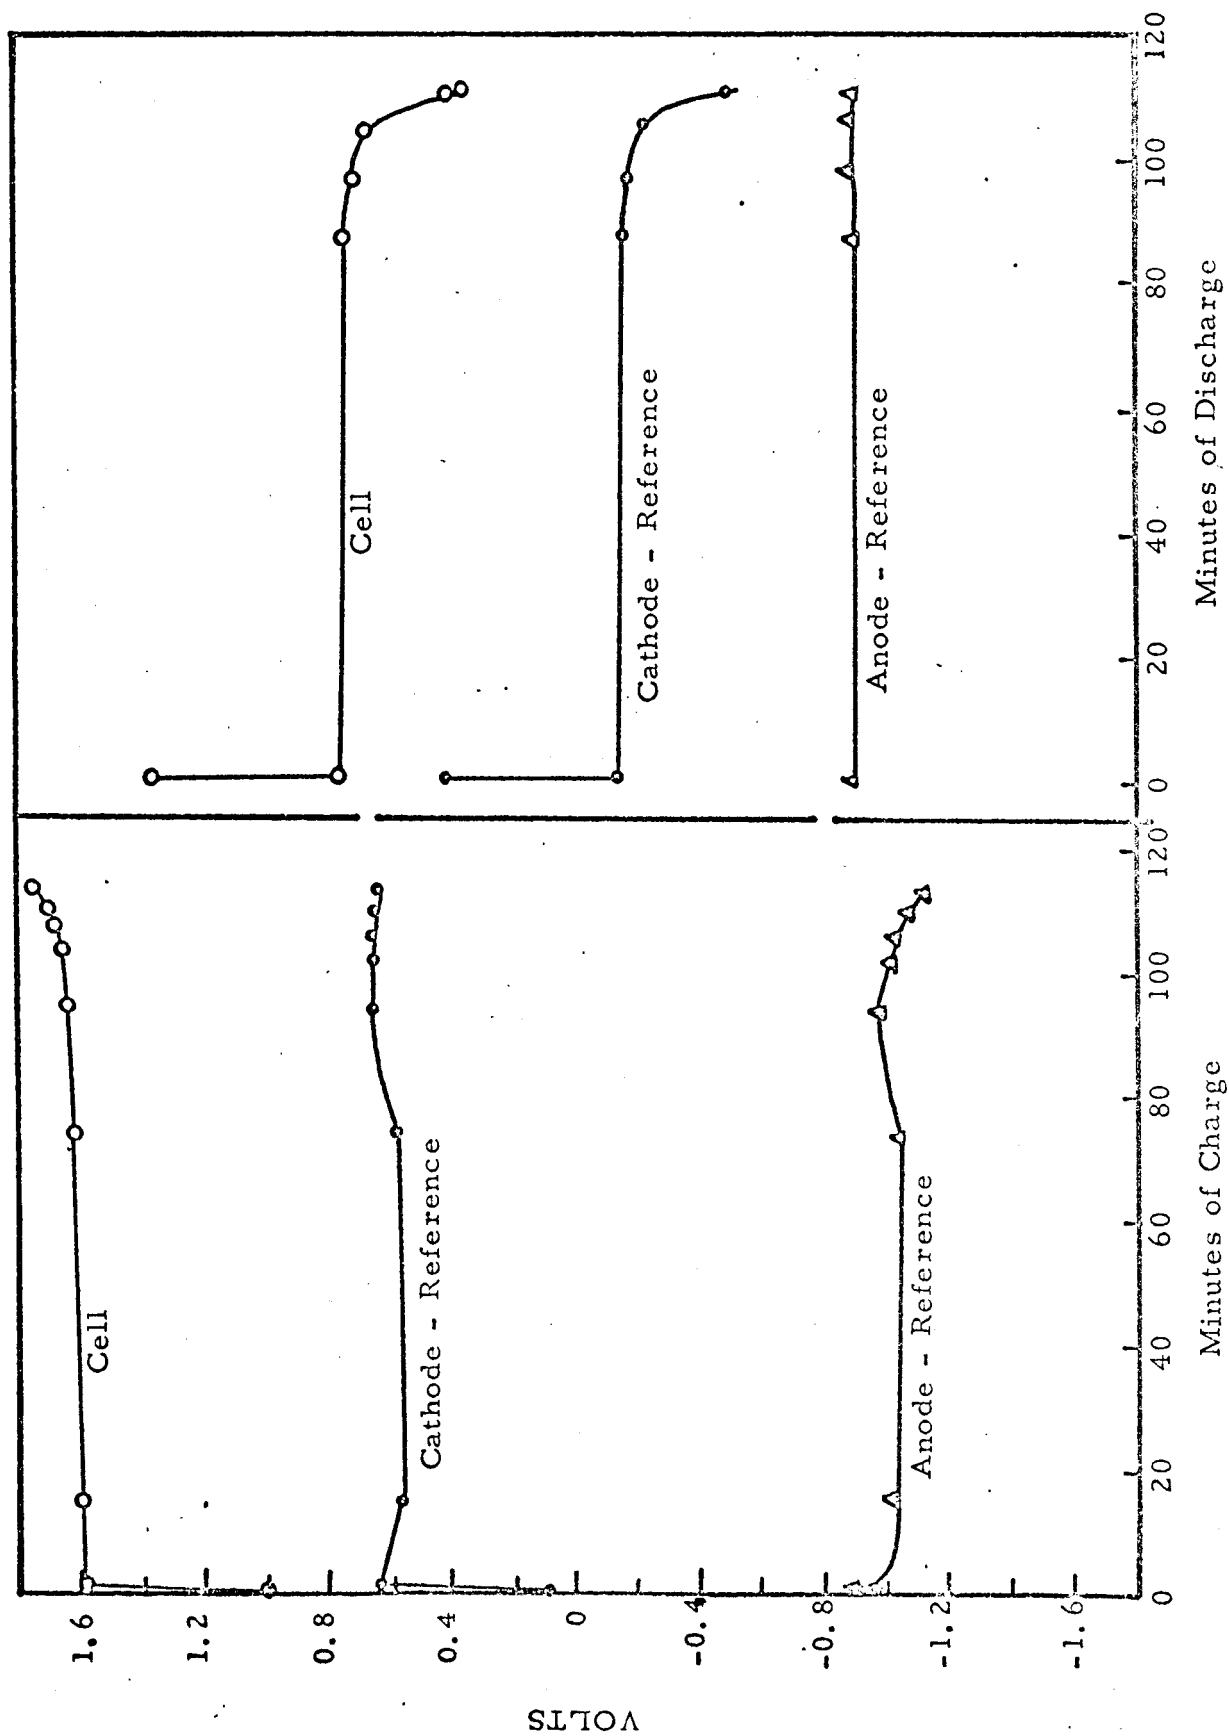 VOLTS
1.6
1.2
0.8
0.4
0
-0.4
-0.8
-1.2
-1.6
Cell
Cathode - Reference
Anode - Reference
0 20 40 60 80 100 120
Minutes of Charge
Cell
Cathode - Reference
Anode - Reference
0 20 40 60 80 100 120
Minutes of Discharge